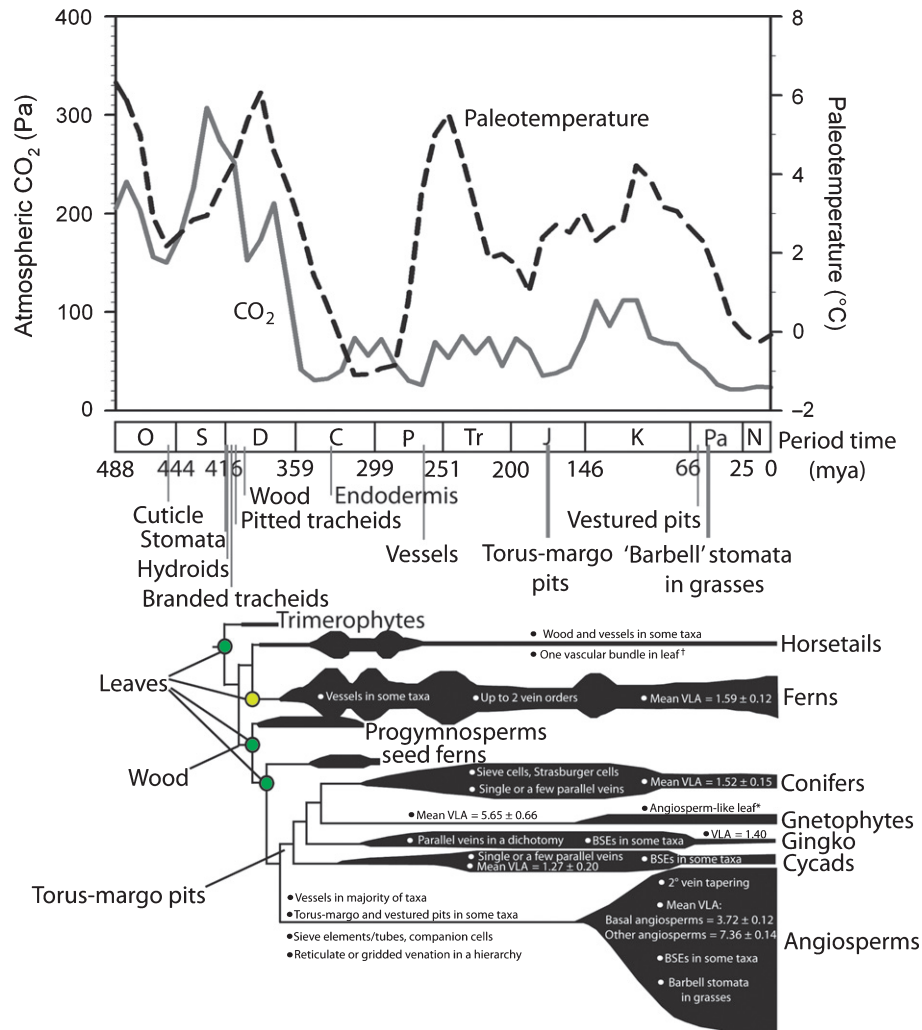 400
300
200
100
0
Atmospheric CO2 (Pa)
8
6
4
2
0
−2
Paleotemperature (°C)
Paleotemperature
CO2
O S D C P Tr J K Pa N Period time
488 444 416 359 299 251 200 146 66 25 0 (mya)
Wood Endodermis
Cuticle Pitted tracheids Vestured pits
Stomata Vessels Torus-margo 'Barbell' stomata
Hydroids pits in grasses
Branded tracheids
Trimerophytes
• Wood and vessels in some taxa
Horsetails
• One vascular bundle in leaf†
Leaves
• Vessels in some taxa • Up to 2 vein orders • Mean VLA = 1.59 ± 0.12 Ferns
Progymnosperms
seed ferns
Wood
• Sieve cells, Strasburger cells
• Mean VLA = 1.52 ± 0.15 Conifers
• Single or a few parallel veins
• Angiosperm-like leaf*
• Mean VLA = 5.65 ± 0.66
Gnetophytes
• VLA = 1.40
• Parallel veins in a dichotomy • BSEs in some taxa Gingko
• Single or a few parallel veins • BSEs in some taxa Cycads
• Mean VLA = 1.27 ± 0.20
Torus-margo pits
• Vessels in majority of taxa
• Torus-margo and vestured pits in some taxa
• Sieve elements/tubes, companion cells
• Reticulate or gridded venation in a hierarchy
• 2° vein tapering
• Mean VLA:
Basal angiosperms = 3.72 ± 0.12
Other angiosperms = 7.36 ± 0.14
Angiosperms
• BSEs in some taxa
• Barbell stomata
in grasses